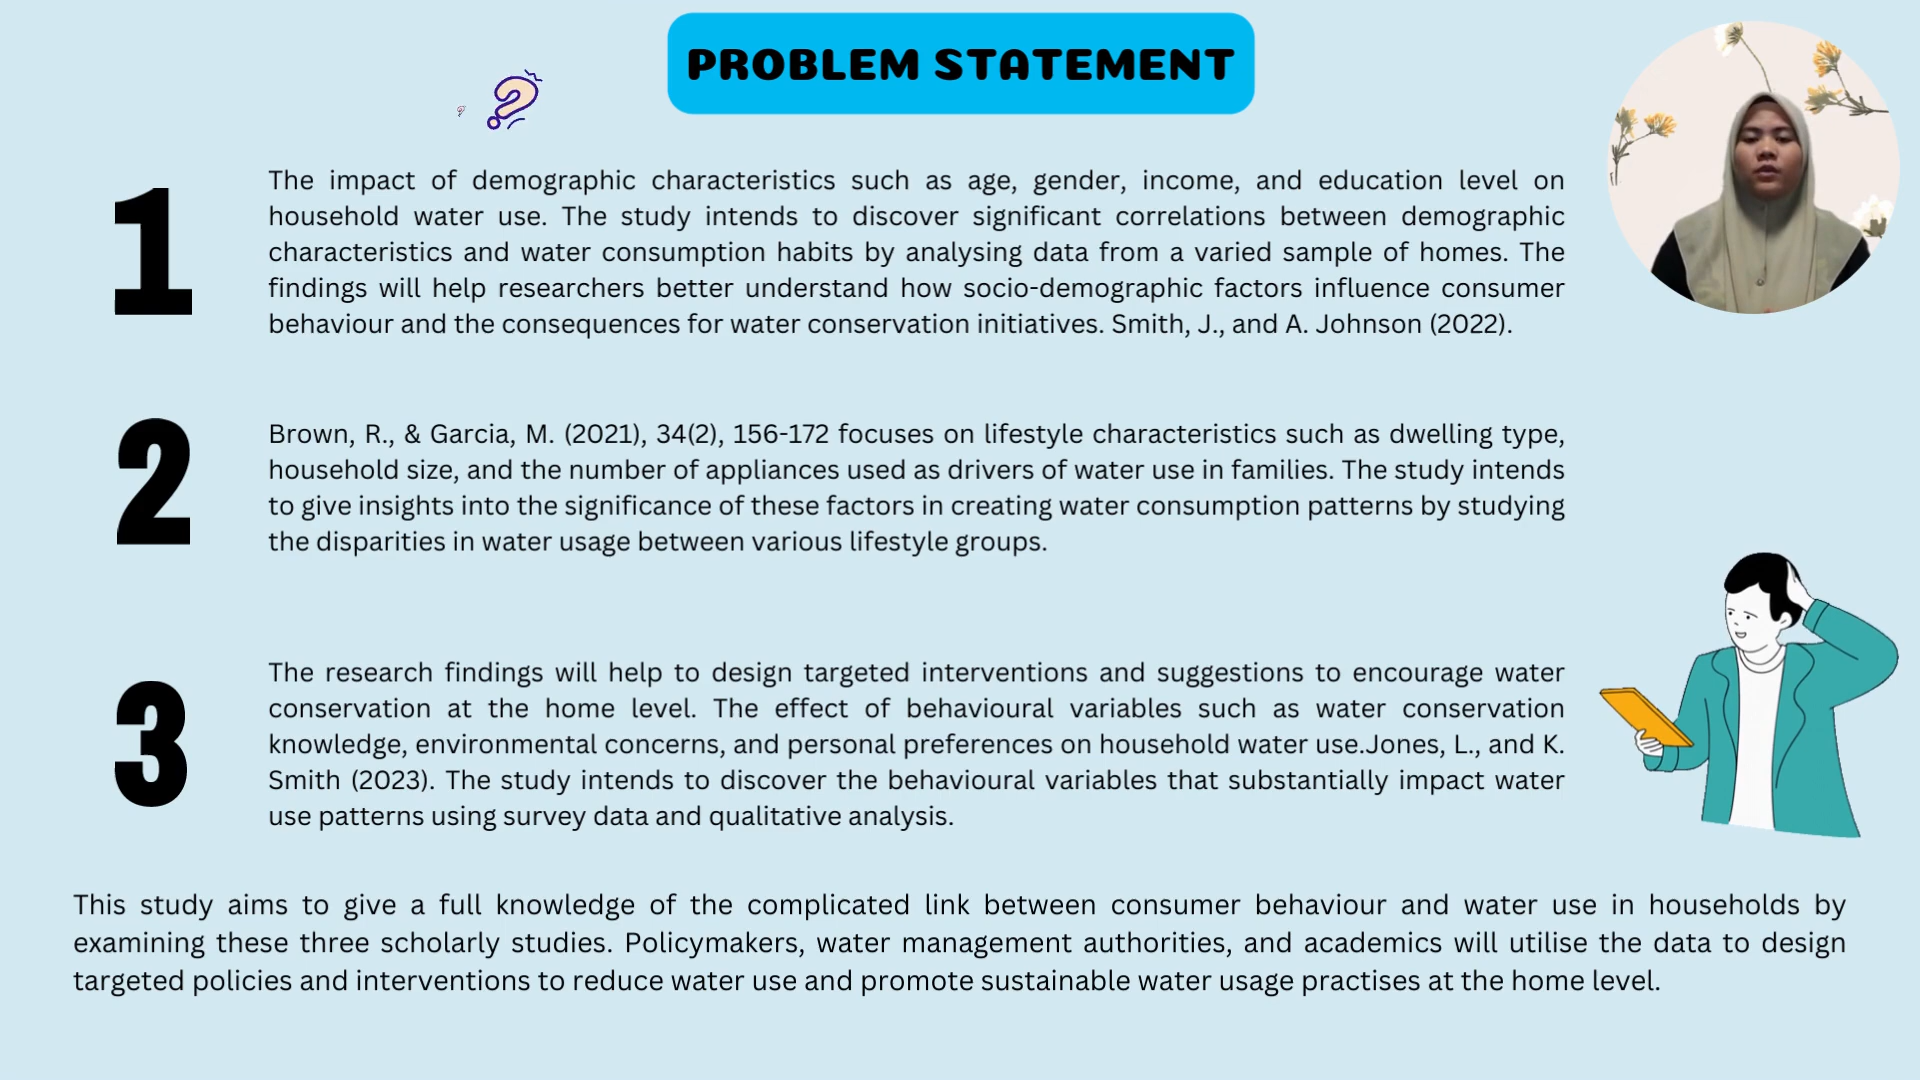 PROBLEM STATEMENT
1
The impact of demographic characteristics such as age, gender, income, and education level on
household water use. The study intends to discover significant correlations between demographic
characteristics and water consumption habits by analysing data from a varied sample of homes. The
findings will help researchers better understand how socio-demographic factors influence consumer
behaviour and the consequences for water conservation initiatives. Smith, J., and A. Johnson (2022).
2
Brown, R., & Garcia, M. (2021), 34(2), 156-172 focuses on lifestyle characteristics such as dwelling type,
household size, and the number of appliances used as drivers of water use in families. The study intends
to give insights into the significance of these factors in creating water consumption patterns by studying
the disparities in water usage between various lifestyle groups.
3
The research findings will help to design targeted interventions and suggestions to encourage water
conservation at the home level. The effect of behavioural variables such as water conservation
knowledge, environmental concerns, and personal preferences on household water use.Jones, L., and K.
Smith (2023). The study intends to discover the behavioural variables that substantially impact water
use patterns using survey data and qualitative analysis.
This study aims to give a full knowledge of the complicated link between consumer behaviour and water use in households by
examining these three scholarly studies. Policymakers, water management authorities, and academics will utilise the data to design
targeted policies and interventions to reduce water use and promote sustainable water usage practises at the home level.